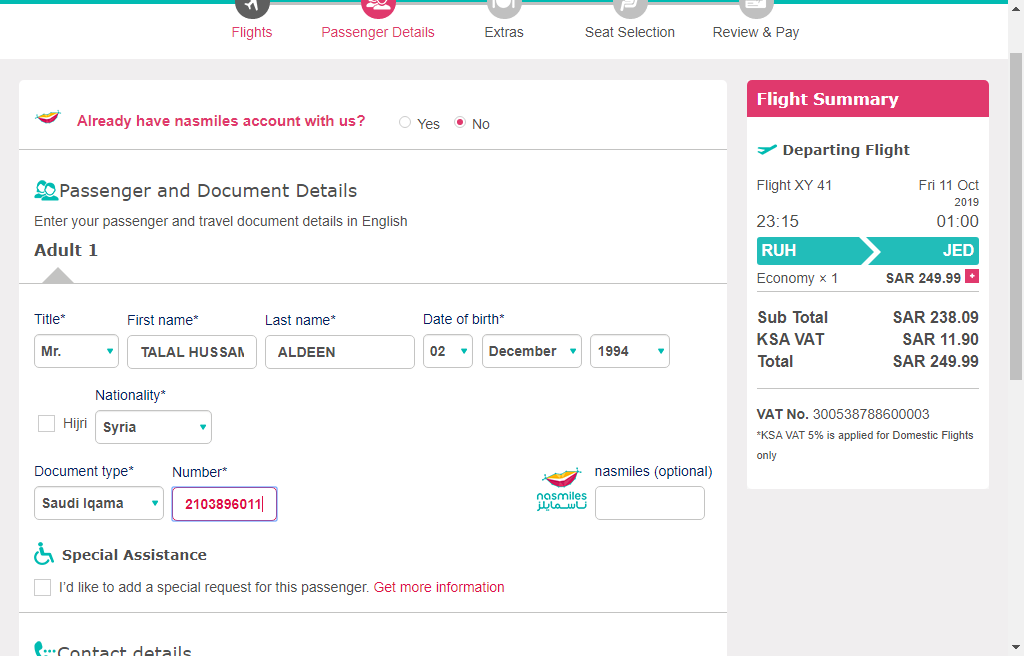 Flights
Passenger Details
Extras
Seat Selection
Review & Pay
Already have nasmiles account with us?
Yes
No
Passenger and Document Details
Enter your passenger and travel document details in English
Adult 1
Title*
First name*
Last name*
Date of birth*
Mr.
TALAL HUSSAM
ALDEEN
02
December
1994
Hijri
Nationality*
Syria
Document type*
Number*
Saudi Iqama
2103896011
nasmiles
ناسمايلز
nasmiles (optional)
Special Assistance
I'd like to add a special request for this passenger. Get more information
Contact details
Flight Summary
Departing Flight
Flight XY 41
Fri 11 Oct
2019
23:15
01:00
RUH
JED
Economy × 1
SAR 249.99 +
Sub Total SAR 238.09
KSA VAT SAR 11.90
Total SAR 249.99
VAT No. 300538788600003
*KSA VAT 5% is applied for Domestic Flights
only